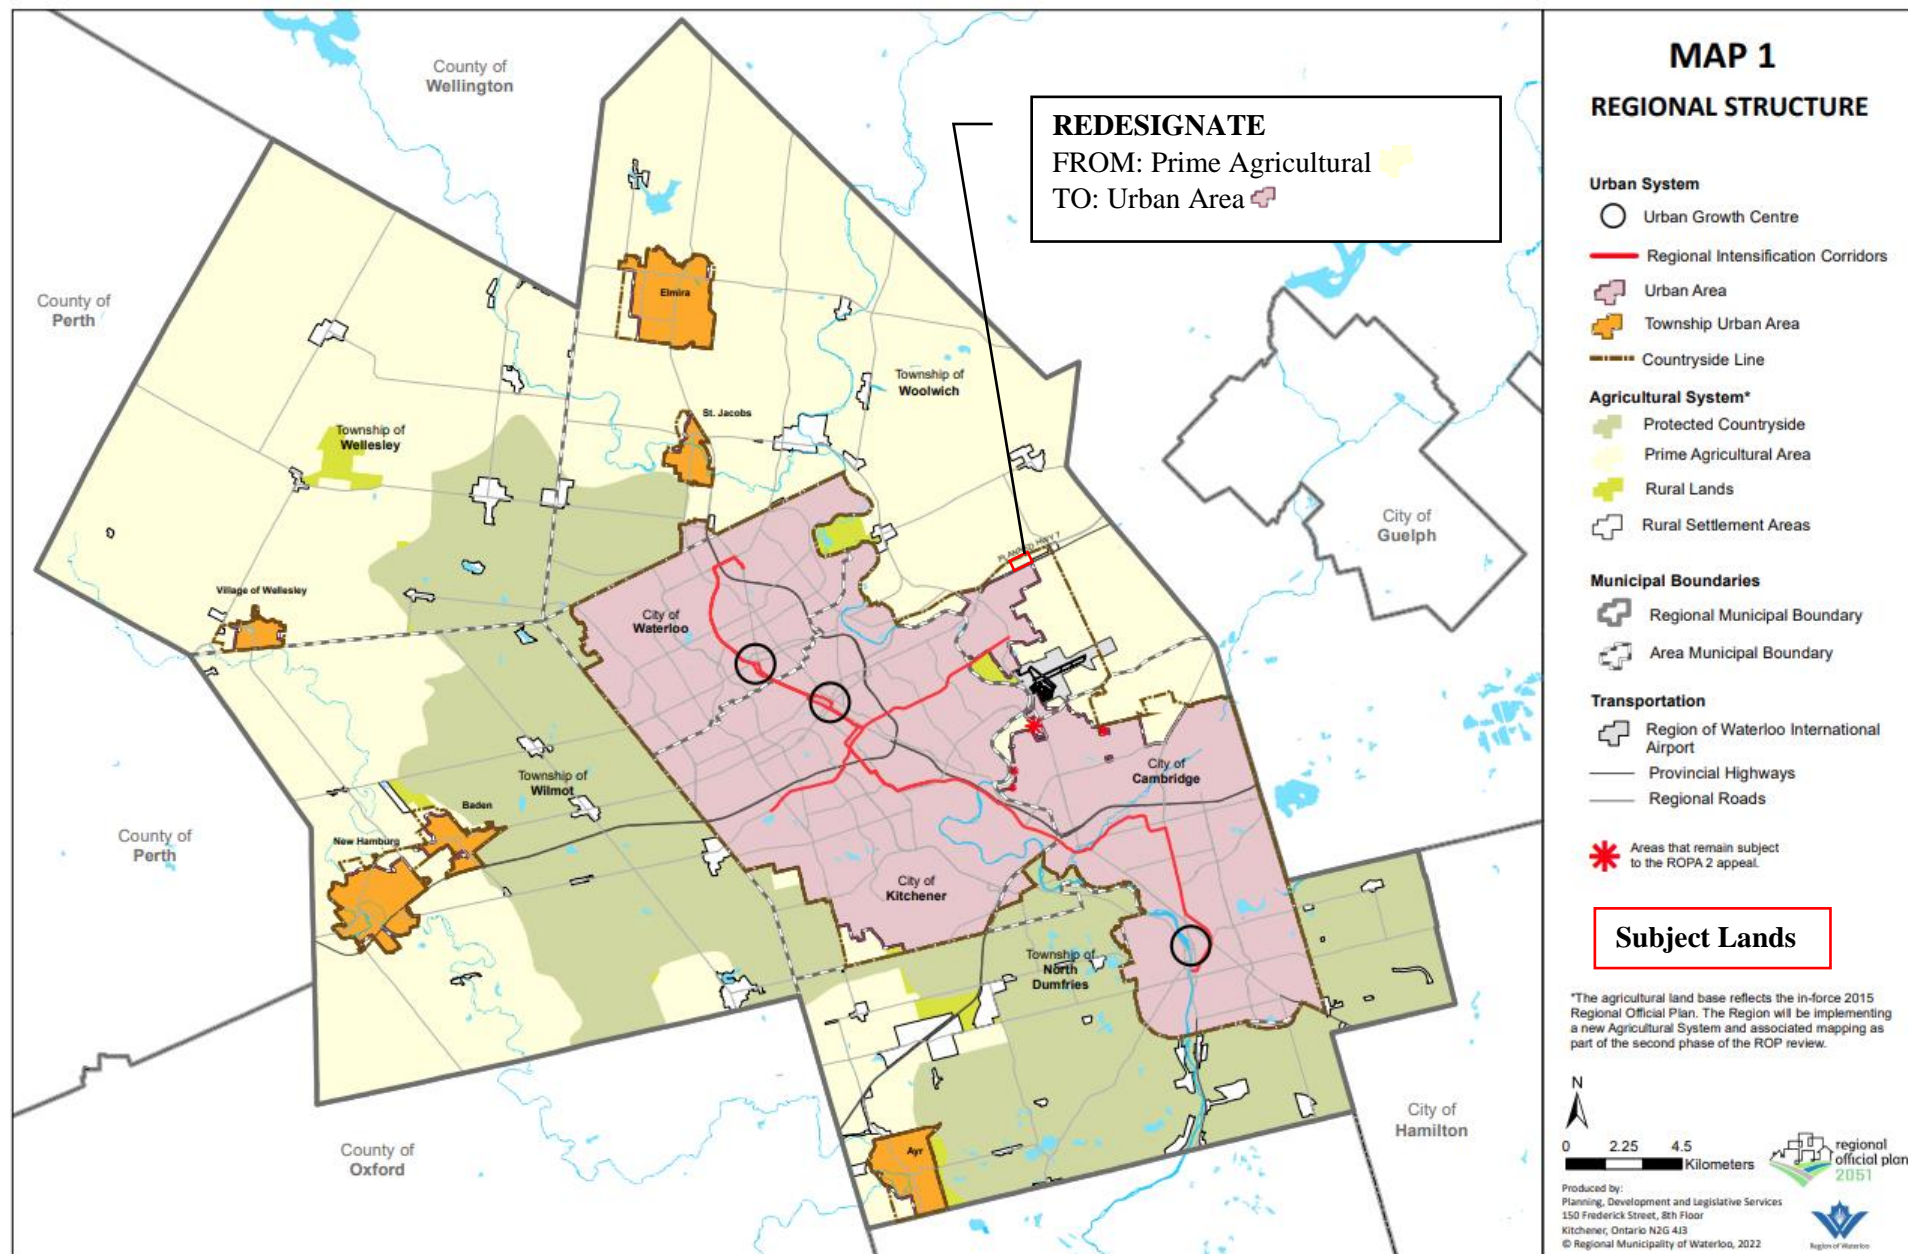 County of
Wellington
REDESIGNATE
FROM: Prime Agricultural
TO: Urban Area
County of
Perth
Elmira
Township of
Woolwich
St. Jacobs
Township of
Wellesley
City of
Guelph
PLANNED HWY 7
Village of Wellesley
City of
Waterloo
Township of
Wilmot
City of
Cambridge
Baden
New Hamburg
County of
Perth
City of
Kitchener
Township of
North
Dumfries
City of
Hamilton
County of
Oxford
Ayr
MAP 1
REGIONAL STRUCTURE
Urban System
Urban Growth Centre
Regional Intensification Corridors
Urban Area
Township Urban Area
Countryside Line
Agricultural System*
Protected Countryside
Prime Agricultural Area
Rural Lands
Rural Settlement Areas
Municipal Boundaries
Regional Municipal Boundary
Area Municipal Boundary
Transportation
Region of Waterloo International
Airport
Provincial Highways
Regional Roads
Areas that remain subject
to the ROPA 2 appeal.
Subject Lands
*The agricultural land base reflects the in-force 2015
Regional Official Plan. The Region will be implementing
a new Agricultural System and associated mapping as
part of the second phase of the ROP review.
N
0 2.25 4.5
Kilometers
regional
official plan
2051
Produced by:
Planning, Development and Legislative Services
150 Frederick Street, 8th Floor
Kitchener, Ontario N2G 4J3
© Regional Municipality of Waterloo, 2022
Region of Waterloo